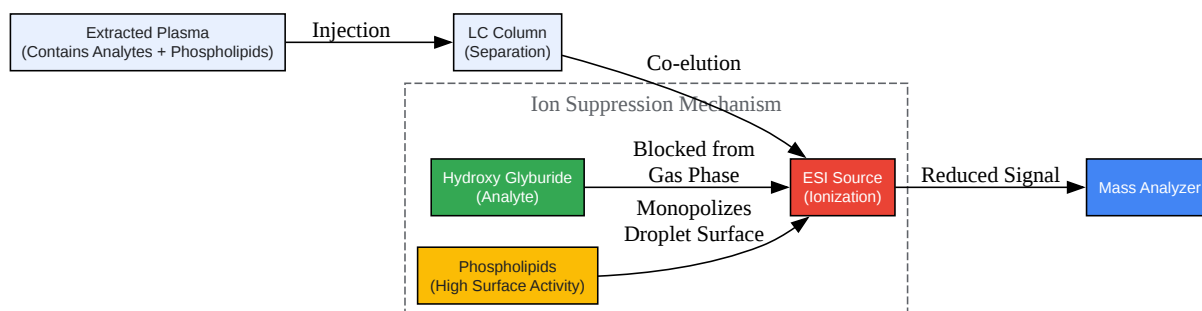 Extracted Plasma
(Contains Analytes + Phospholipids)
Injection
LC Column
(Separation)
Co-elution
Ion Suppression Mechanism
Hydroxy Glyburide
(Analyte)
Blocked from
Gas Phase
ESI Source
(Ionization)
Reduced Signal
Mass Analyzer
Monopolizes
Droplet Surface
Phospholipids
(High Surface Activity)